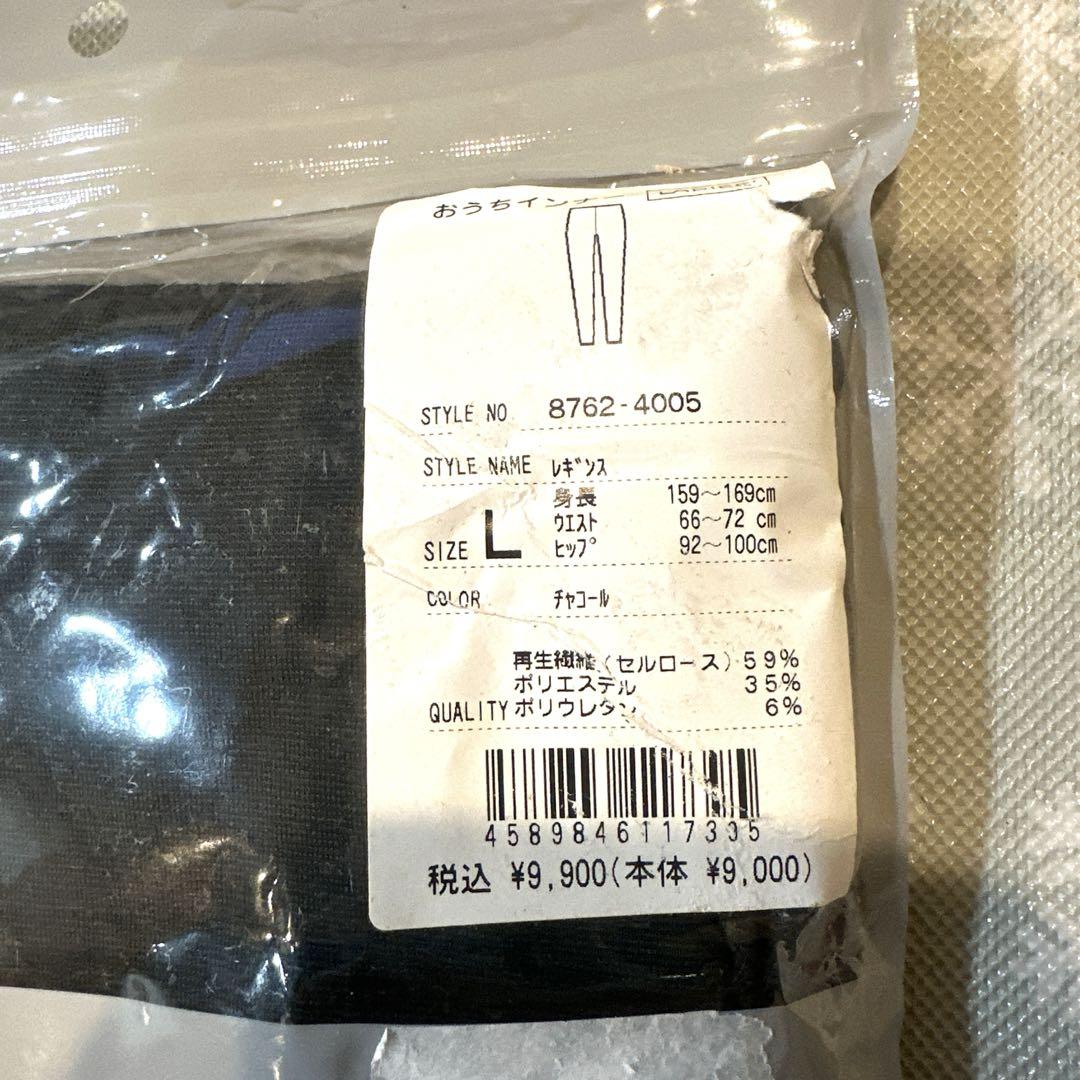 おうちインナー LADIES'
STYLE NO. 8762-4005
STYLE NAME ﾚｷﾞﾝｽ
身長 159～169cm
ｳｴｽﾄ 66～72 cm
SIZE L ﾋｯﾌﾟ 92～100cm
COLOR ﾁｬｺｰﾙ
再生繊維(セルロース) 59%
ポリエステル 35%
QUALITY ポリウレタン 6%
4589846117335
税込 ¥9,900(本体 ¥9,000)